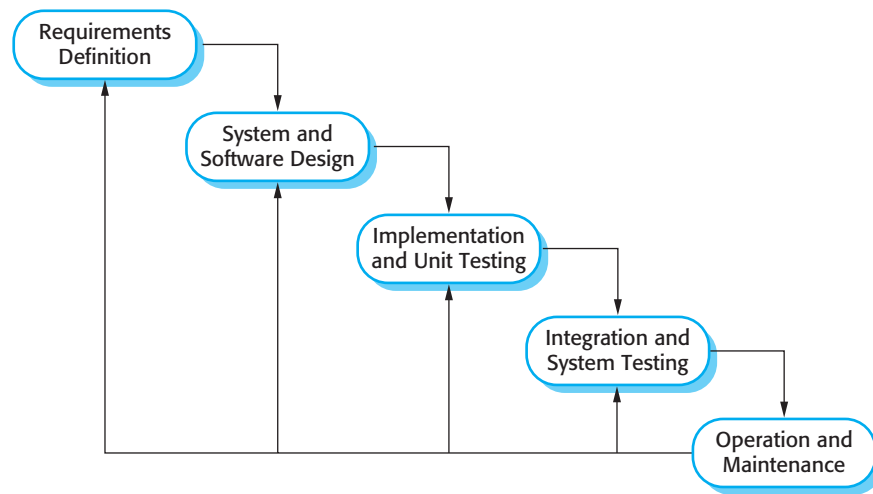 Requirements
Definition
System and
Software Design
Implementation
and Unit Testing
Integration and
System Testing
Operation and
Maintenance